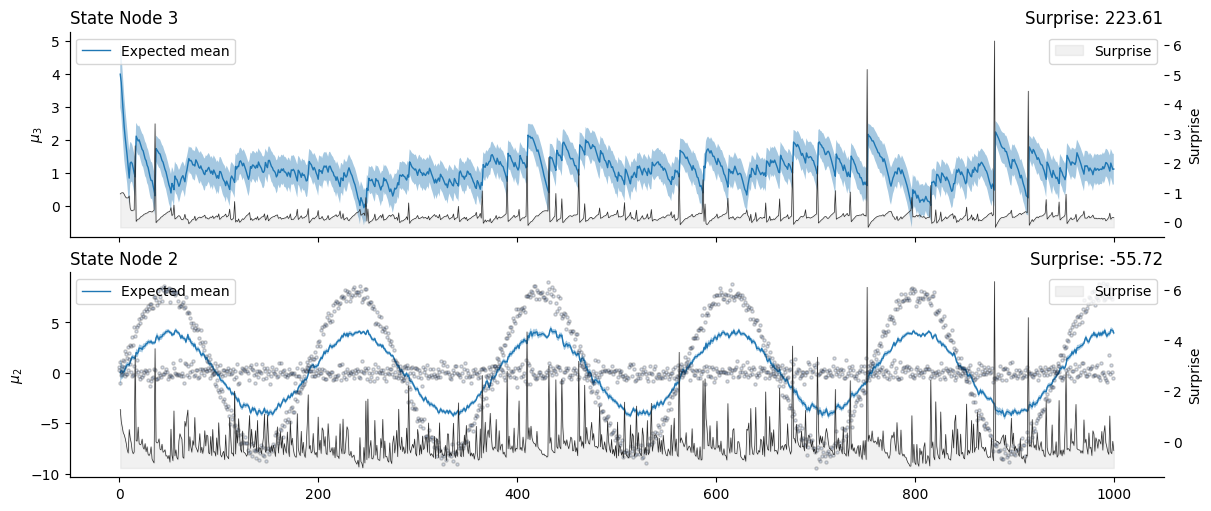 State Node 3
Surprise: 223.61
Expected mean
Surprise
5
4
3
2
1
0
μ3
6
5
4
3
2
1
0
Surprise
State Node 2
Surprise: -55.72
Expected mean
Surprise
5
0
−5
−10
μ2
6
4
2
0
Surprise
0
200
400
600
800
1000